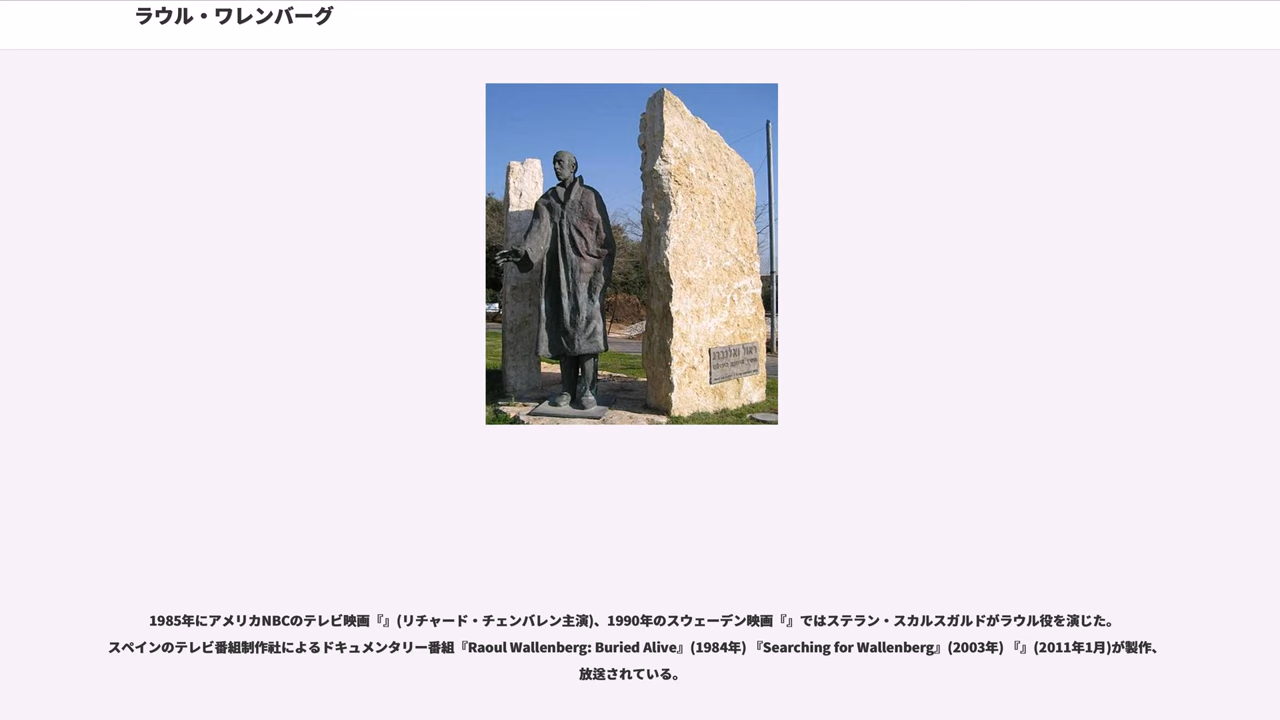 ラウル・ワレンバーグ
ראול ואלנברג
1985年にアメリカNBCのテレビ映画『』(リチャード・チェンバレン主演)、1990年のスウェーデン映画『』ではステラン・スカルスガルドがラウル役を演じた。
スペインのテレビ番組制作社によるドキュメンタリー番組『Raoul Wallenberg: Buried Alive』(1984年) 『Searching for Wallenberg』(2003年) 『』(2011年1月)が製作、
放送されている。